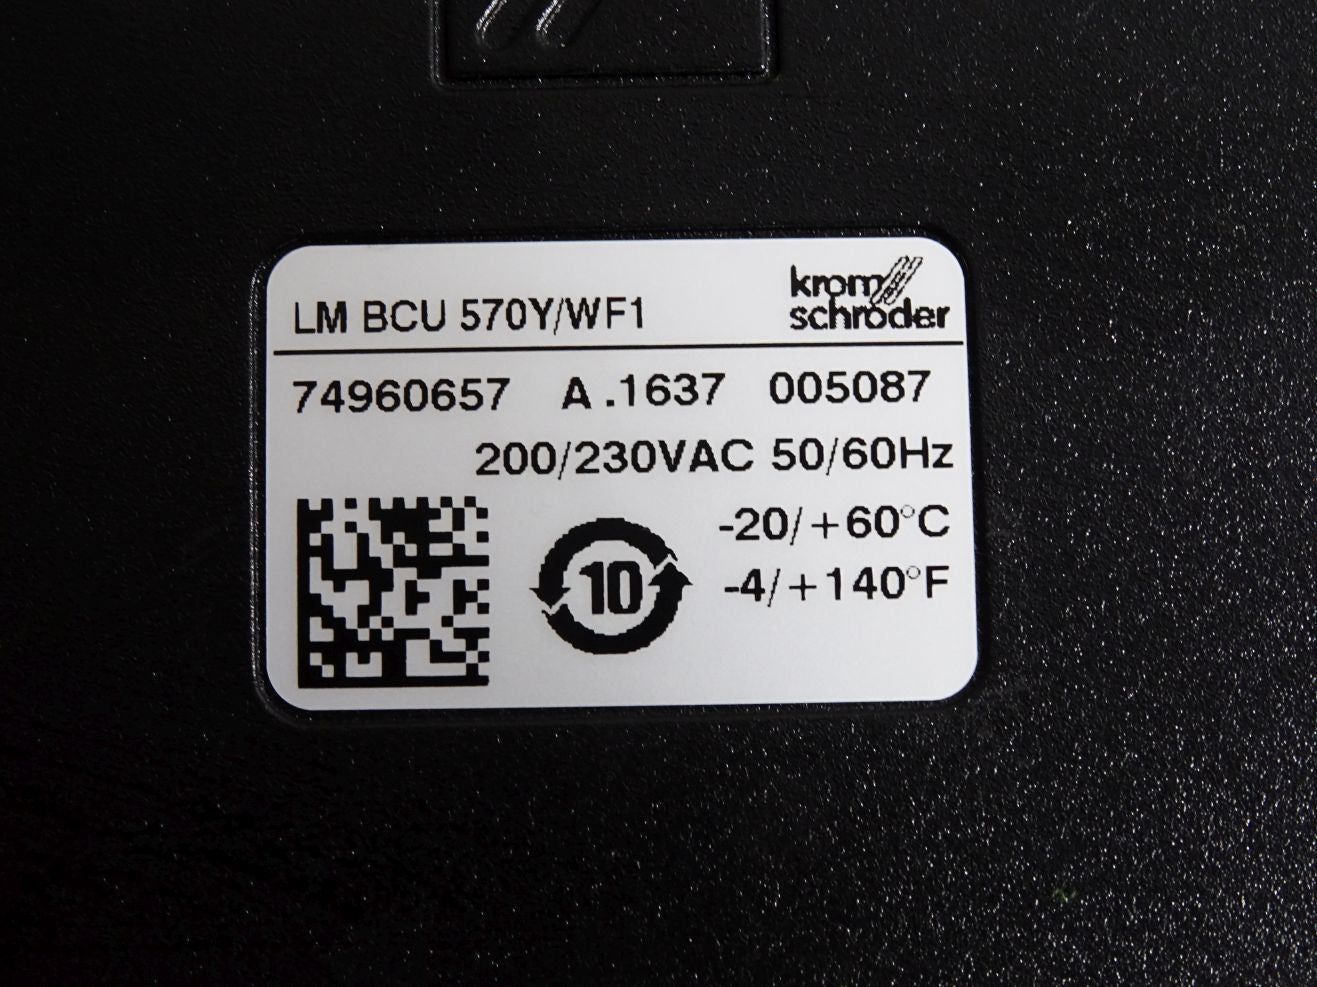 krom
schroder
LM BCU 570Y/WF1
74960657 A.1637 005087
200/230VAC 50/60Hz
-20/+60°C
10
-4/+140°F